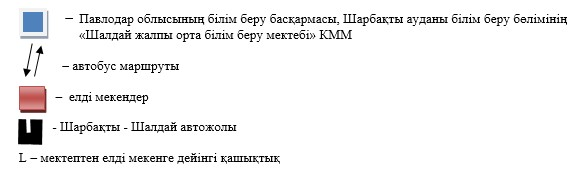 – Павлодар облысының білім беру басқармасы, Шарбақты ауданы білім беру бөлімінің
«Шалдай жалпы орта білім беру мектебі» КММ
– автобус маршруты
– елді мекендер
- Шарбақты - Шалдай автожолы
L – мектептен елді мекенге дейінгі қашықтық